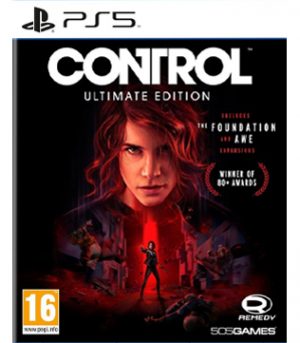 PS5
CONTROL™
ULTIMATE EDITION
INCLUDES
THE FOUNDATION
AND AWE
EXPANSIONS
WINNER OF
80+ AWARDS
16
www.pegi.info
REMEDY
505GAMES